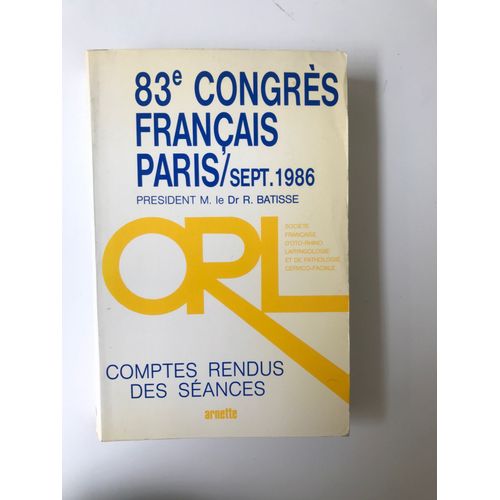 83e CONGRÈS
FRANÇAIS
PARIS/SEPT.1986
PRESIDENT M. le Dr R. BATISSE
ORL
SOCIETE
FRANÇAISE
D'OTO-RHINO
LARYNGOLOGIE
ET DE PATHOLOGIE
CERVICO-FACIALE
COMPTES RENDUS
DES SÉANCES
arnette